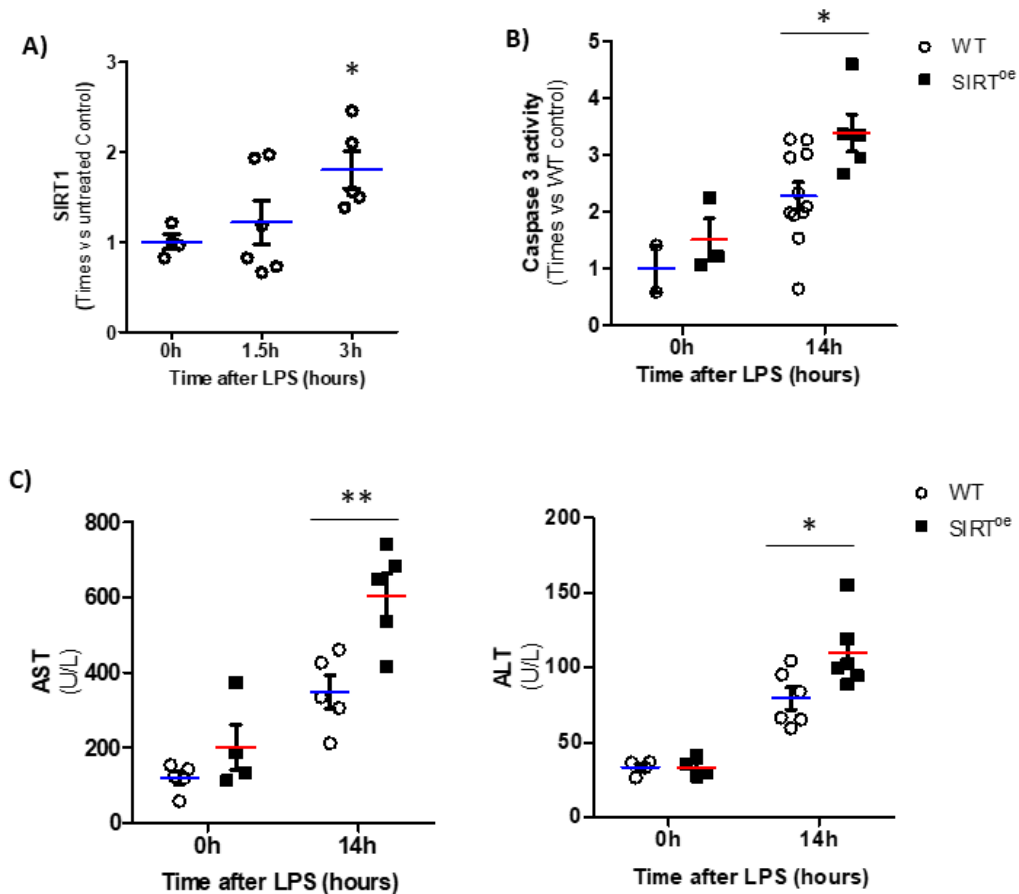 A)
SIRT1
(Times vs untreated Control)
3
2
1
0
*
0h
1.5h
3h
Time after LPS (hours)
B)
Caspase 3 activity
(Times vs WT control)
5
4
3
2
1
0
*
0h
14h
Time after LPS (hours)
WT
SIRT^oe
C)
AST
(U/L)
800
600
400
200
0
**
0h
14h
Time after LPS (hours)
ALT
(U/L)
200
150
100
50
0
*
0h
14h
Time after LPS (hours)
WT
SIRT^oe